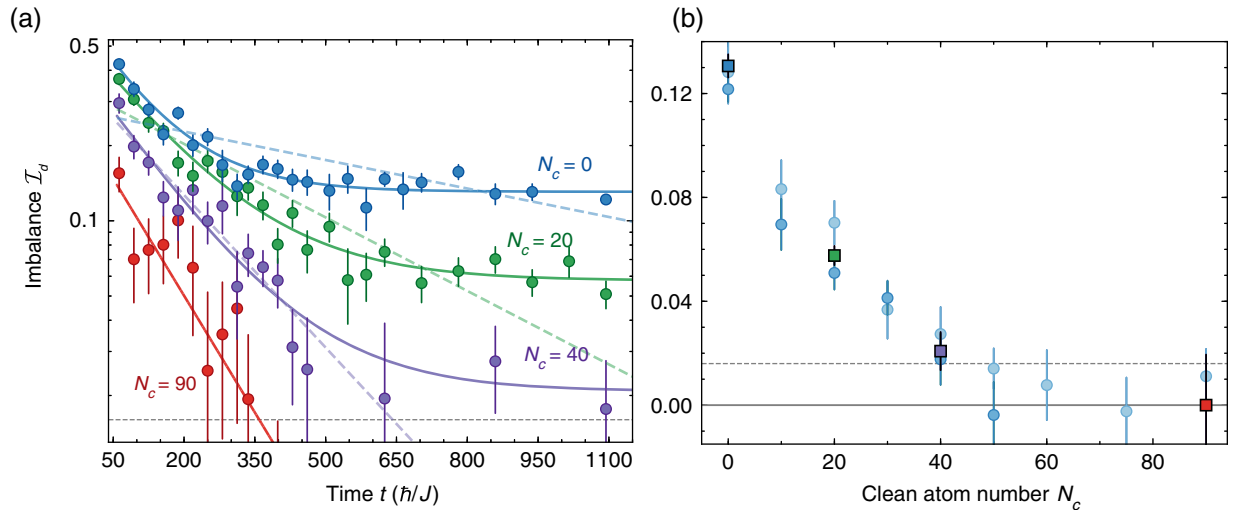 (a)
0.5
0.1
Imbalance 𝓘_d
N_c = 0
N_c = 20
N_c = 40
N_c = 90
50 200 350 500 650 800 950 1100
Time t (ħ/J)
(b)
0.12
0.08
0.04
0.00
0 20 40 60 80
Clean atom number N_c